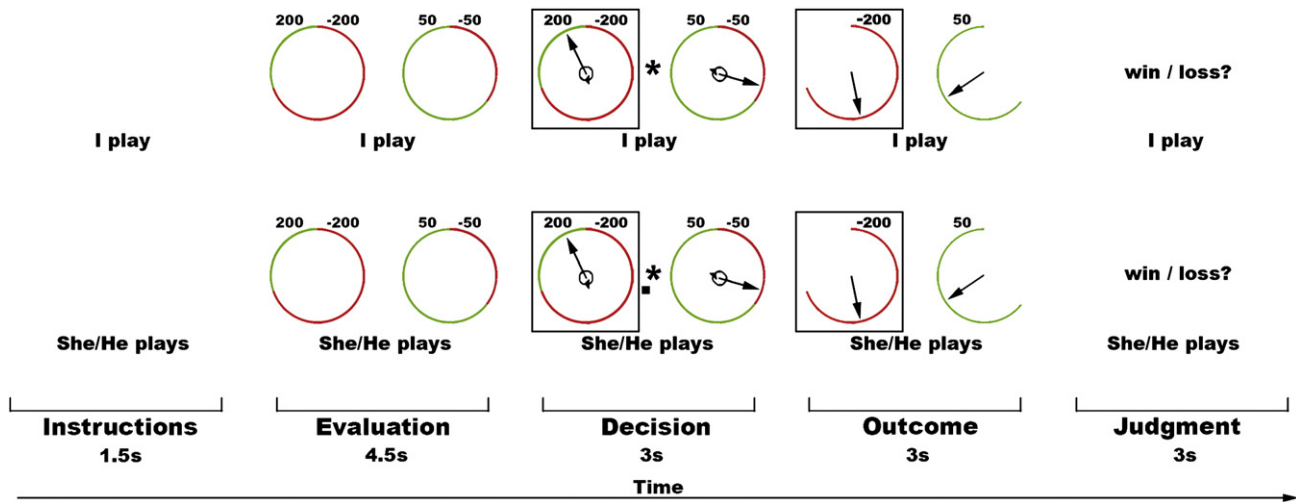 200 -200 50 -50 200 -200 * 50 -50 -200 50
win / loss?
I play I play I play I play I play
200 -200 50 -50 200 -200 .* 50 -50 -200 50
win / loss?
She/He plays She/He plays She/He plays She/He plays She/He plays
Instructions Evaluation Decision Outcome Judgment
1.5s 4.5s 3s 3s 3s
Time